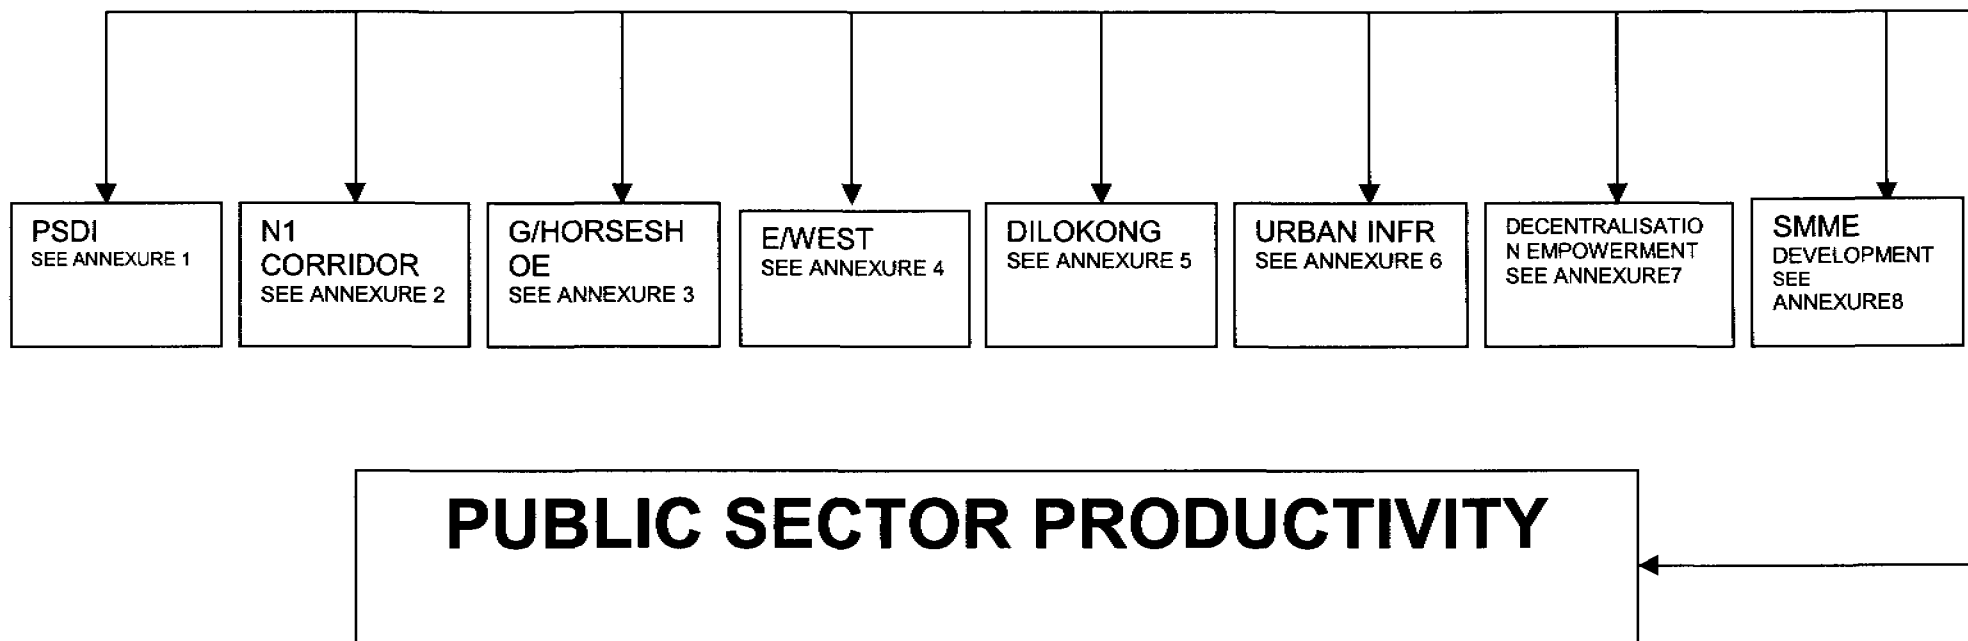 PSDI
SEE ANNEXURE 1
N1
CORRIDOR
SEE ANNEXURE 2
G/HORSESH
OE
SEE ANNEXURE 3
E/WEST
SEE ANNEXURE 4
DILOKONG
SEE ANNEXURE 5
URBAN INFR
SEE ANNEXURE 6
DECENTRALISATIO
N EMPOWERMENT
SEE ANNEXURE7
SMME
DEVELOPMENT
SEE
ANNEXURE8
PUBLIC SECTOR PRODUCTIVITY